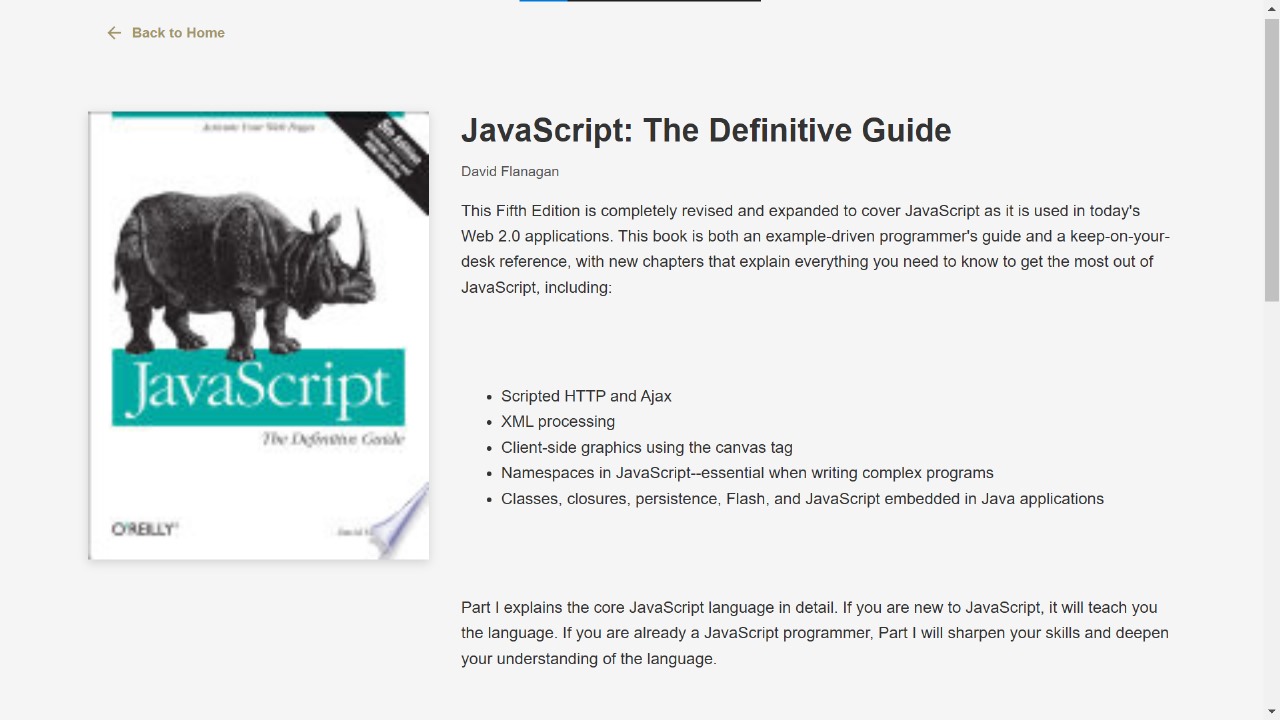 Back to Home
JavaScript: The Definitive Guide
David Flanagan
This Fifth Edition is completely revised and expanded to cover JavaScript as it is used in today's
Web 2.0 applications. This book is both an example-driven programmer's guide and a keep-on-your-
desk reference, with new chapters that explain everything you need to know to get the most out of
JavaScript, including:
Scripted HTTP and Ajax
XML processing
Client-side graphics using the canvas tag
Namespaces in JavaScript--essential when writing complex programs
Classes, closures, persistence, Flash, and JavaScript embedded in Java applications
Part I explains the core JavaScript language in detail. If you are new to JavaScript, it will teach you
the language. If you are already a JavaScript programmer, Part I will sharpen your skills and deepen
your understanding of the language.
Activate Your Web Pages
5th Edition
JavaScript
The Definitive Guide
O'REILLY®